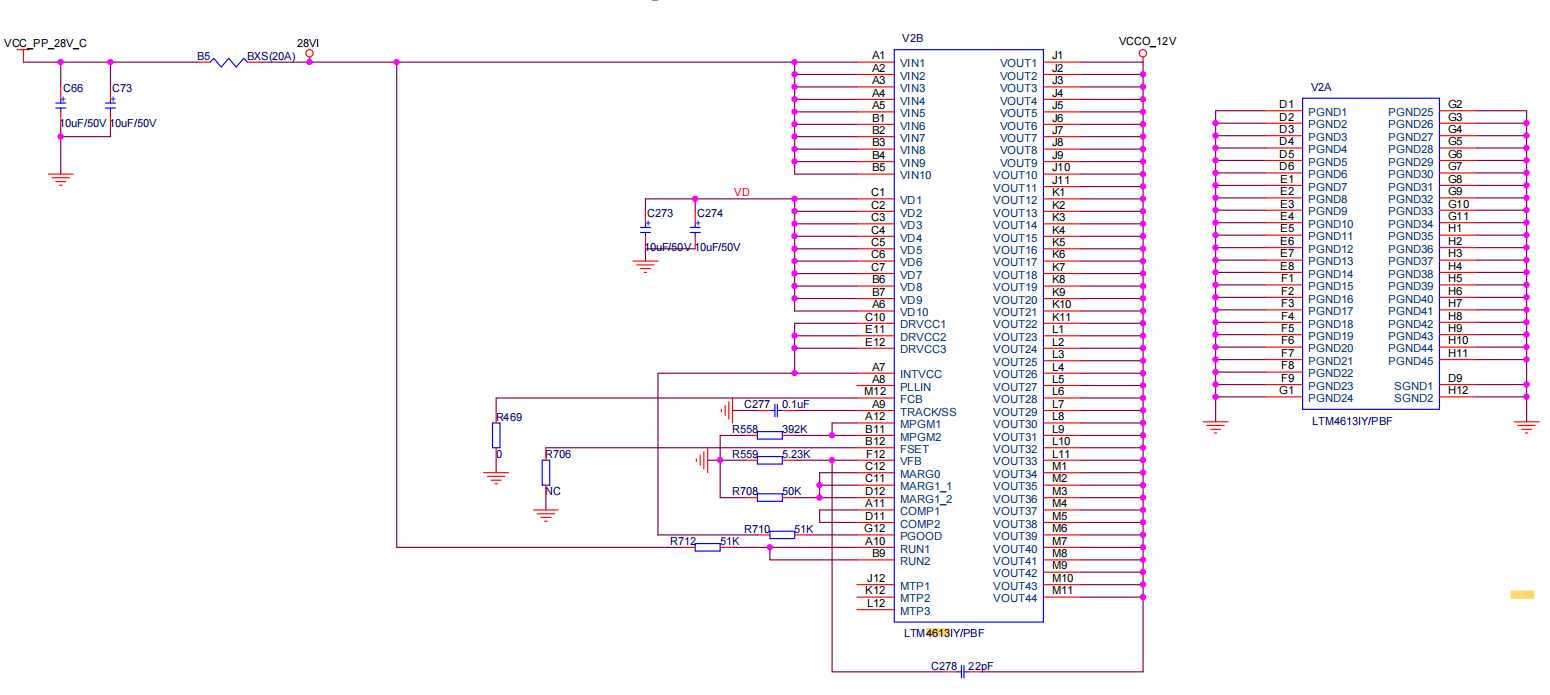 VCC_PP_28V_C
B5
BXS(20A)
28VI
C66
C73
10uF/50V
10uF/50V
VD
C273
C274
10uF/50V
10uF/50V
R469
0
R706
NC
C277
0.1uF
R558
392K
R559
5.23K
R708
50K
R710
51K
R712
51K
V2B
A1 VIN1
A2 VIN2
A3 VIN3
A4 VIN4
A5 VIN5
B1 VIN6
B2 VIN7
B3 VIN8
B4 VIN9
B5 VIN10
C1 VD1
C2 VD2
C3 VD3
C4 VD4
C5 VD5
C6 VD6
C7 VD7
B6 VD8
B7 VD9
A6 VD10
C10 DRVCC1
E11 DRVCC2
E12 DRVCC3
A7 INTVCC
A8 PLLIN
M12 FCB
A9 TRACK/SS
A12 MPGM1
B11 MPGM2
B12 FSET
F12 VFB
C12 MARG0
C11 MARG1_1
D12 MARG1_2
A11 COMP1
D11 COMP2
G12 PGOOD
A10 RUN1
B9 RUN2
J12 MTP1
K12 MTP2
L12 MTP3
VCCO_12V
VOUT1 J1
VOUT2 J2
VOUT3 J3
VOUT4 J4
VOUT5 J5
VOUT6 J6
VOUT7 J7
VOUT8 J8
VOUT9 J9
VOUT10 J10
VOUT11 J11
VOUT12 K1
VOUT13 K2
VOUT14 K3
VOUT15 K4
VOUT16 K5
VOUT17 K6
VOUT18 K7
VOUT19 K8
VOUT20 K9
VOUT21 K10
VOUT22 K11
VOUT23 L1
VOUT24 L2
VOUT25 L3
VOUT26 L4
VOUT27 L5
VOUT28 L6
VOUT29 L7
VOUT30 L8
VOUT31 L9
VOUT32 L10
VOUT33 L11
VOUT34 M1
VOUT35 M2
VOUT36 M3
VOUT37 M4
VOUT38 M5
VOUT39 M6
VOUT40 M7
VOUT41 M8
VOUT42 M9
VOUT43 M10
VOUT44 M11
LTM4613IY/PBF
C278
22pF
V2A
D1 PGND1
D2 PGND2
D3 PGND3
D4 PGND4
D5 PGND5
D6 PGND6
E1 PGND7
E2 PGND8
E3 PGND9
E4 PGND10
E5 PGND11
E6 PGND12
E7 PGND13
E8 PGND14
F1 PGND15
F2 PGND16
F3 PGND17
F4 PGND18
F5 PGND19
F6 PGND20
F7 PGND21
F8 PGND22
F9 PGND23
G1 PGND24
PGND25 G2
PGND26 G3
PGND27 G4
PGND28 G5
PGND29 G6
PGND30 G7
PGND31 G8
PGND32 G9
PGND33 G10
PGND34 G11
PGND35 H1
PGND36 H2
PGND37 H3
PGND38 H4
PGND39 H5
PGND40 H6
PGND41 H7
PGND42 H8
PGND43 H9
PGND44 H10
PGND45 H11
SGND1 D9
SGND2 H12
LTM4613IY/PBF